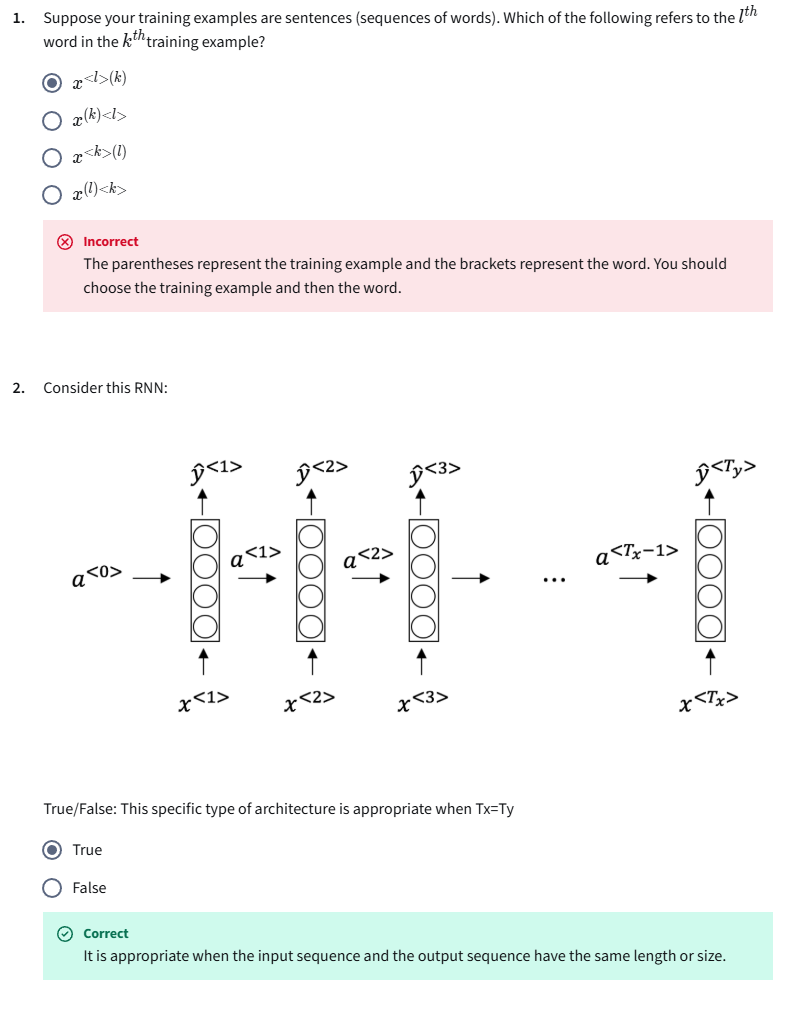 1. Suppose your training examples are sentences (sequences of words). Which of the following refers to the l^{th}
word in the k^{th} training example?
x^{<l>(k)}
x^{(k)<l>}
x^{<k>(l)}
x^{(l)<k>}
Incorrect
The parentheses represent the training example and the brackets represent the word. You should
choose the training example and then the word.
2. Consider this RNN:
ŷ^{<1>} ŷ^{<2>} ŷ^{<3>} ŷ^{<T_y>}
a^{<0>} a^{<1>} a^{<2>} ... a^{<T_x−1>}
x^{<1>} x^{<2>} x^{<3>} x^{<T_x>}
True/False: This specific type of architecture is appropriate when Tx=Ty
True
False
Correct
It is appropriate when the input sequence and the output sequence have the same length or size.